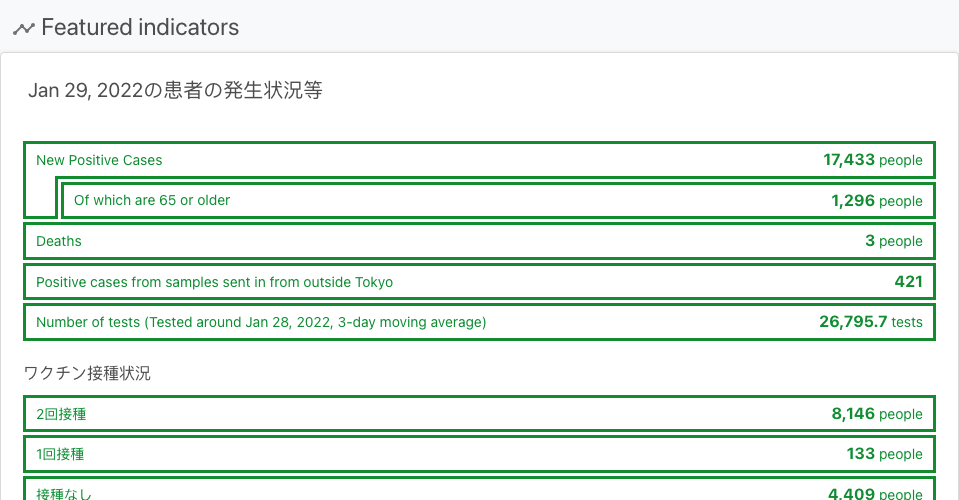 Featured indicators
Jan 29, 2022の患者の発生状況等
New Positive Cases 17,433 people
Of which are 65 or older 1,296 people
Deaths 3 people
Positive cases from samples sent in from outside Tokyo 421
Number of tests (Tested around Jan 28, 2022, 3-day moving average) 26,795.7 tests
ワクチン接種状況
2回接種 8,146 people
1回接種 133 people
接種なし 4,409 people